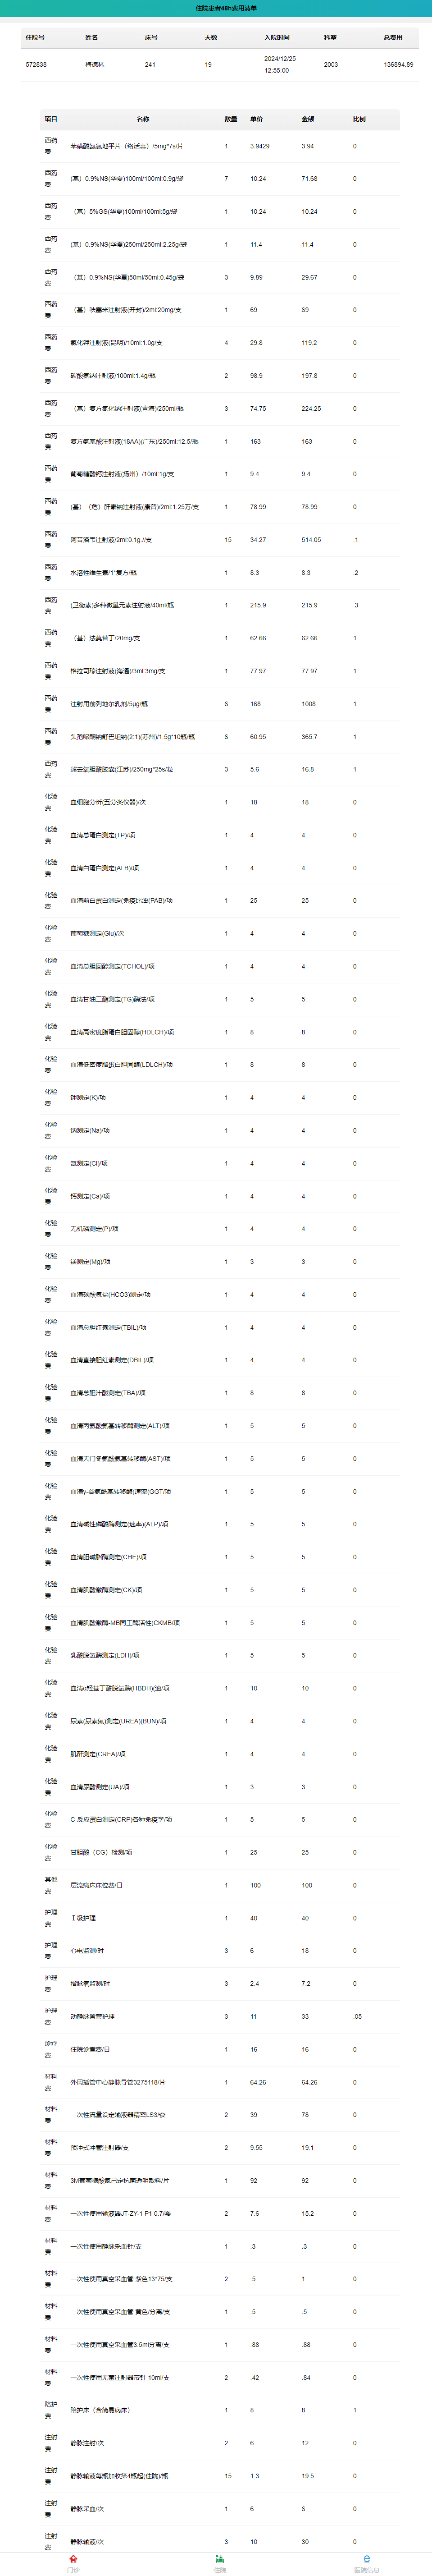 住院患者48h费用清单
住院号 姓名 床号 天数 入院时间 科室 总费用
572838 梅德林 241 19 2024/12/25 12:55:00 2003 136894.89
项目 名称 数量 单价 金额 比例
西药费 苯磺酸氨氯地平片（络活喜）/5mg*7s/片 1 3.9429 3.94 0
西药费 (基）0.9%NS(华夏)100ml/100ml:0.9g/袋 7 10.24 71.68 0
西药费 （基）5%GS(华夏)100ml/100ml:5g/袋 1 10.24 10.24 0
西药费 (基）0.9%NS(华夏)250ml/250ml:2.25g/袋 1 11.4 11.4 0
西药费 （基）0.9%NS(华夏)50ml/50ml:0.45g/袋 3 9.89 29.67 0
西药费 （基）呋塞米注射液(开封)/2ml:20mg/支 1 69 69 0
西药费 氯化钾注射液(昆明)/10ml:1.0g/支 4 29.8 119.2 0
西药费 碳酸氢钠注射液/100ml:1.4g/瓶 2 98.9 197.8 0
西药费 （基）复方氯化钠注射液(青海)/250ml/瓶 3 74.75 224.25 0
西药费 复方氨基酸注射液(18AA)(广东)/250ml:12.5/瓶 1 163 163 0
西药费 葡萄糖酸钙注射液(扬州）/10ml:1g/支 1 9.4 9.4 0
西药费 (基）（危）肝素钠注射液(康普)/2ml:1.25万/支 1 78.99 78.99 0
西药费 阿昔洛韦注射液/2ml:0.1g://支 15 34.27 514.05 .1
西药费 水溶性维生素/1*复方/瓶 1 8.3 8.3 .2
西药费 (卫衡素)多种微量元素注射液/40ml/瓶 1 215.9 215.9 .3
西药费 （基）法莫替丁/20mg/支 1 62.66 62.66 1
西药费 格拉司琼注射液(海通)/3ml:3mg/支 1 77.97 77.97 1
西药费 注射用前列地尔乳剂/5μg/瓶 6 168 1008 1
西药费 头孢哌酮钠舒巴坦钠(2:1)(苏州)/1.5g*10瓶/瓶 6 60.95 365.7 1
西药费 熊去氧胆酸胶囊(江苏)/250mg*25s/粒 3 5.6 16.8 1
化验费 血细胞分析(五分类仪器)/次 1 18 18 0
化验费 血清总蛋白测定(TP)/项 1 4 4 0
化验费 血清白蛋白测定(ALB)/项 1 4 4 0
化验费 血清前白蛋白测定(免疫比浊(PAB)/项 1 25 25 0
化验费 葡萄糖测定(Glu)/次 1 4 4 0
化验费 血清总胆固醇测定(TCHOL)/项 1 4 4 0
化验费 血清甘油三酯测定(TG)酶法/项 1 5 5 0
化验费 血清高密度脂蛋白胆固醇(HDLCH)/项 1 8 8 0
化验费 血清低密度脂蛋白胆固醇(LDLCH)/项 1 8 8 0
化验费 钾测定(K)/项 1 4 4 0
化验费 钠测定(Na)/项 1 4 4 0
化验费 氯测定(Cl)/项 1 4 4 0
化验费 钙测定(Ca)/项 1 4 4 0
化验费 无机磷测定(P)/项 1 4 4 0
化验费 镁测定(Mg)/项 1 3 3 0
化验费 血清碳酸氢盐(HCO3)测定/项 1 4 4 0
化验费 血清总胆红素测定(TBIL)/项 1 4 4 0
化验费 血清直接胆红素测定(DBIL)/项 1 4 4 0
化验费 血清总胆汁酸测定(TBA)/项 1 8 8 0
化验费 血清丙氨酸氨基转移酶测定(ALT)/项 1 5 5 0
化验费 血清天门冬氨酸氨基转移酶(AST)/项 1 5 5 0
化验费 血清γ-谷氨酰基转移酶(速率(GGT/项 1 5 5 0
化验费 血清碱性磷酸酶测定(速率)(ALP)/项 1 5 5 0
化验费 血清胆碱脂酶测定(CHE)/项 1 5 5 0
化验费 血清肌酸激酶测定(CK)/项 1 5 5 0
化验费 血清肌酸激酶-MB同工酶活性(CKMB/项 1 5 5 0
化验费 乳酸脱氢酶测定(LDH)/项 1 5 5 0
化验费 血清α羟基丁酸脱氢酶(HBDH)(速/项 1 10 10 0
化验费 尿素(尿素氮)测定(UREA)(BUN)/项 1 4 4 0
化验费 肌酐测定(CREA)/项 1 4 4 0
化验费 血清尿酸测定(UA)/项 1 3 3 0
化验费 C-反应蛋白测定(CRP)各种免疫学/项 1 5 5 0
化验费 甘胆酸（CG）检测/项 1 25 25 0
其他费 层流病床床位费/日 1 100 100 0
护理费 Ⅰ级护理 1 40 40 0
护理费 心电监测/时 3 6 18 0
护理费 指脉氧监测/时 3 2.4 7.2 0
护理费 动静脉置管护理 3 11 33 .05
诊疗费 住院诊查费/日 1 16 16 0
材料费 外周插管中心静脉导管3275118/片 1 64.26 64.26 0
材料费 一次性流量设定输液器精密LS3/套 2 39 78 0
材料费 预冲式冲管注射器/支 2 9.55 19.1 0
材料费 3M葡萄糖酸氯己定抗菌透明敷料/片 1 92 92 0
材料费 一次性使用输液器JT-ZY-1 P1 0.7/套 2 7.6 15.2 0
材料费 一次性使用静脉采血针/支 1 .3 .3 0
材料费 一次性使用真空采血管 紫色13*75/支 2 .5 1 0
材料费 一次性使用真空采血管 黄色/分离/支 1 .5 .5 0
材料费 一次性使用真空采血管3.5ml分离/支 1 .88 .88 0
材料费 一次性使用无菌注射器带针 10ml/支 2 .42 .84 0
陪护费 陪护床（含简易病床） 1 8 8 1
注射费 静脉注射/次 2 6 12 0
注射费 静脉输液每瓶加收第4瓶起(住院)/瓶 15 1.3 19.5 0
注射费 静脉采血/次 1 6 6 0
注射费 静脉输液/次 3 10 30 0
门诊 住院 医院信息